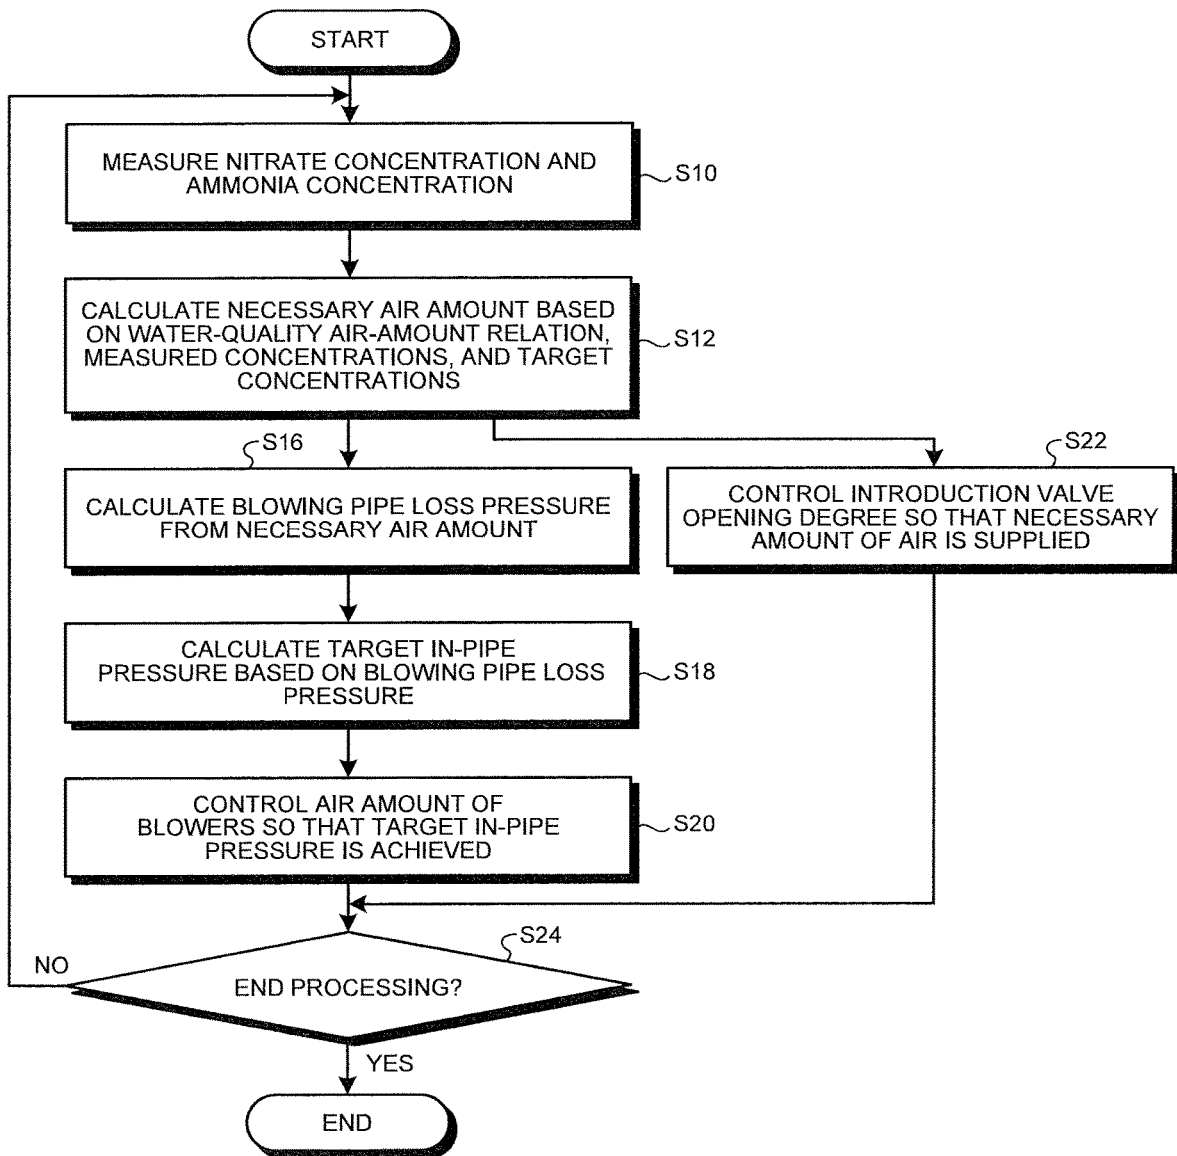 START
MEASURE NITRATE CONCENTRATION AND
AMMONIA CONCENTRATION
S10
CALCULATE NECESSARY AIR AMOUNT BASED
ON WATER-QUALITY AIR-AMOUNT RELATION,
MEASURED CONCENTRATIONS, AND TARGET
CONCENTRATIONS
S12
S16
CALCULATE BLOWING PIPE LOSS PRESSURE
FROM NECESSARY AIR AMOUNT
S22
CONTROL INTRODUCTION VALVE
OPENING DEGREE SO THAT NECESSARY
AMOUNT OF AIR IS SUPPLIED
CALCULATE TARGET IN-PIPE
PRESSURE BASED ON BLOWING PIPE LOSS
PRESSURE
S18
CONTROL AIR AMOUNT OF
BLOWERS SO THAT TARGET IN-PIPE
PRESSURE IS ACHIEVED
S20
S24
NO
END PROCESSING?
YES
END